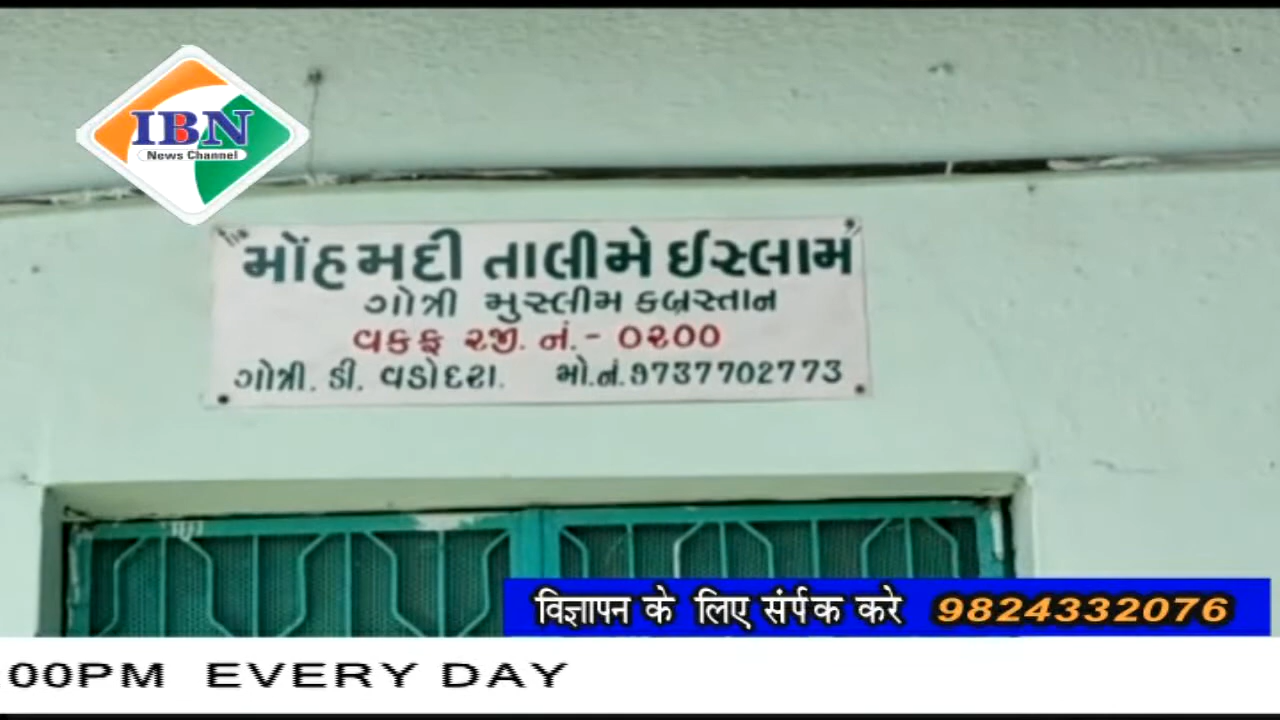 IBN
News Channel
મોંહમદી તાલીમે ઈસ્લામ
ગોત્રી મુસ્લીમ કબ્રસ્તાન
વકફ રજી. નં.- ૦૨૦૦
ગોત્રી. ડી. વડોદરા. મો.નં.9737702773
विज्ञापन के लिए संर्पक करे 9824332076
.00PM EVERY DAY